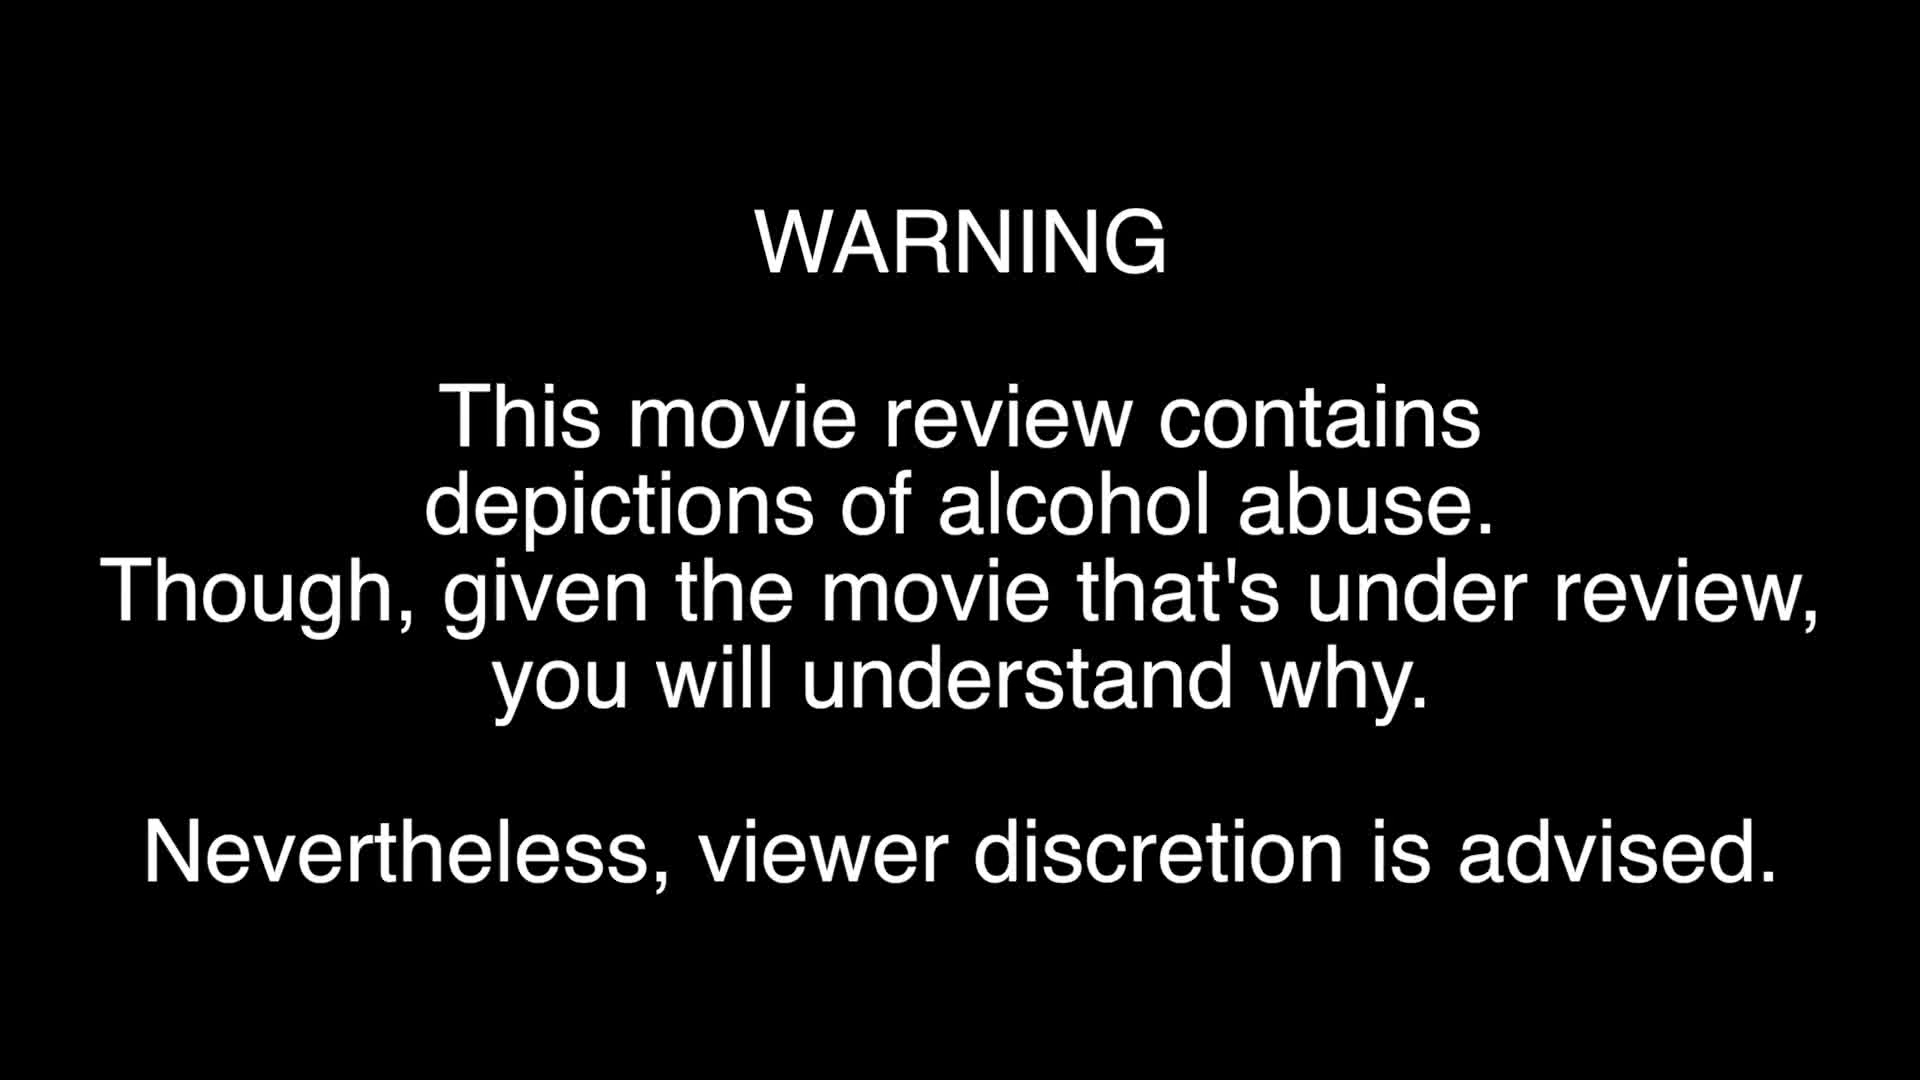 WARNING
This movie review contains
depictions of alcohol abuse.
Though, given the movie that's under review,
you will understand why.
Nevertheless, viewer discretion is advised.